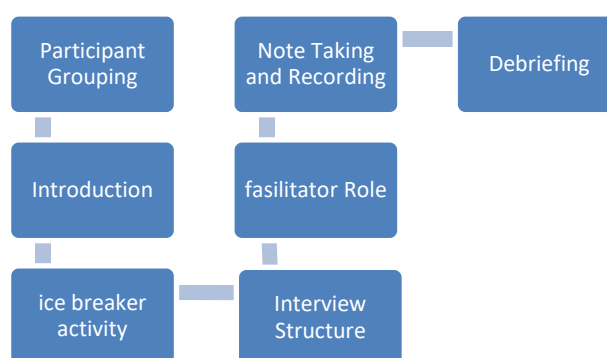 Participant
Grouping
Introduction
ice breaker
activity
Interview
Structure
fasilitator Role
Note Taking
and Recording
Debriefing